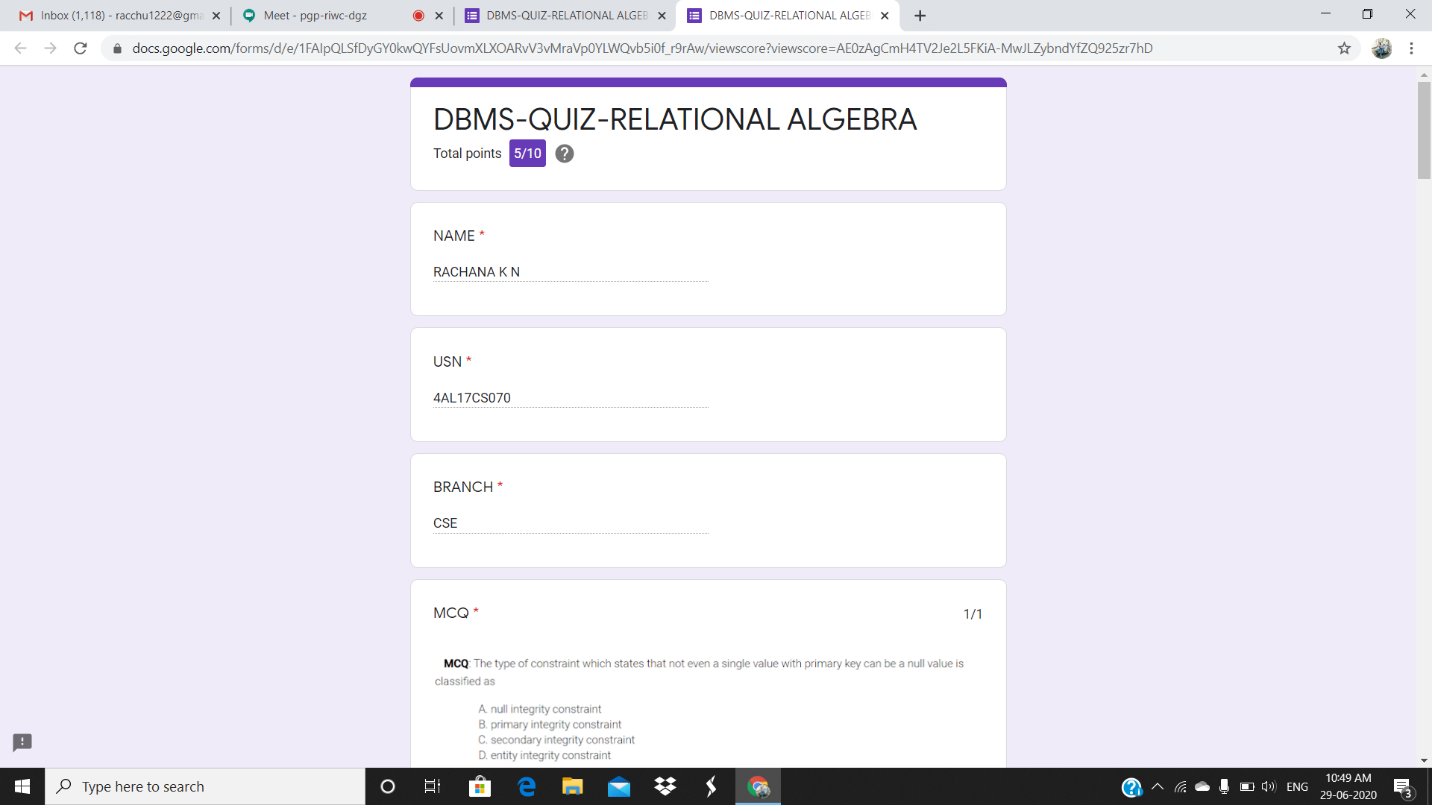 Inbox (1,118) - racchu1222@gma
Meet - pgp-riwc-dgz
DBMS-QUIZ-RELATIONAL ALGEB
DBMS-QUIZ-RELATIONAL ALGEB
docs.google.com/forms/d/e/1FAIpQLSfDyGY0kwQYFsUovmXLXOARvV3vMraVp0YLWQvb5i0f_r9rAw/viewscore?viewscore=AE0zAgCmH4TV2Je2L5FKiA-MwJLZybndYfZQ925zr7hD
DBMS-QUIZ-RELATIONAL ALGEBRA
Total points 5/10 ?
NAME *
RACHANA K N
USN *
4AL17CS070
BRANCH *
CSE
MCQ * 1/1
MCQ: The type of constraint which states that not even a single value with primary key can be a null value is
classified as
A. null integrity constraint
B. primary integrity constraint
C. secondary integrity constraint
D. entity integrity constraint
Type here to search
ENG
10:49 AM
29-06-2020
3